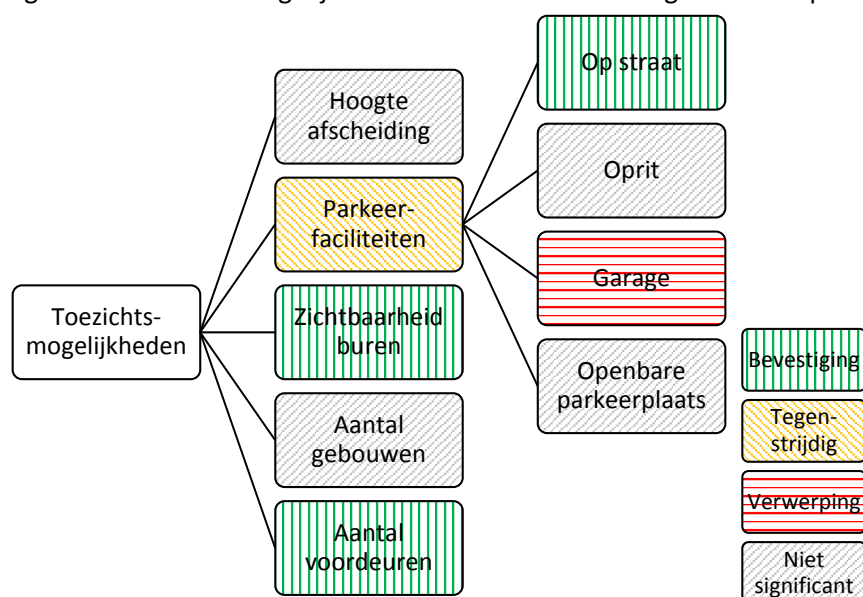 Toezichts-
mogelijkheden
Hoogte
afscheiding
Parkeer-
faciliteiten
Zichtbaarheid
buren
Aantal
gebouwen
Aantal
voordeuren
Op straat
Oprit
Garage
Openbare
parkeerplaats
Bevestiging
Tegen-
strijdig
Verwerping
Niet
significant